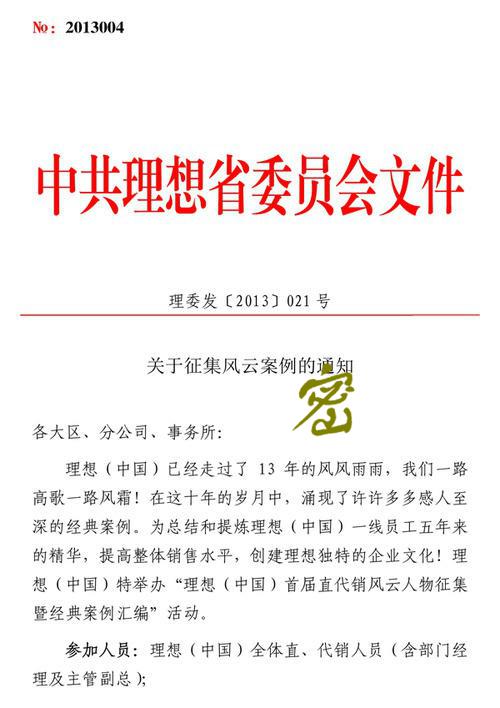 No：2013004
中共理想省委员会文件
理委发〔2013〕021 号
关于征集风云案例的通知
密
各大区、分公司、事务所：
理想（中国）已经走过了 13 年的风风雨雨，我们一路
高歌一路风霜！在这十年的岁月中，涌现了许许多多感人至
深的经典案例。为总结和提炼理想（中国）一线员工五年来
的精华，提高整体销售水平，创建理想独特的企业文化！理
想（中国）特举办“理想（中国）首届直代销风云人物征集
暨经典案例汇编”活动。
参加人员：理想（中国）全体直、代销人员（含部门经
理及主管副总）；